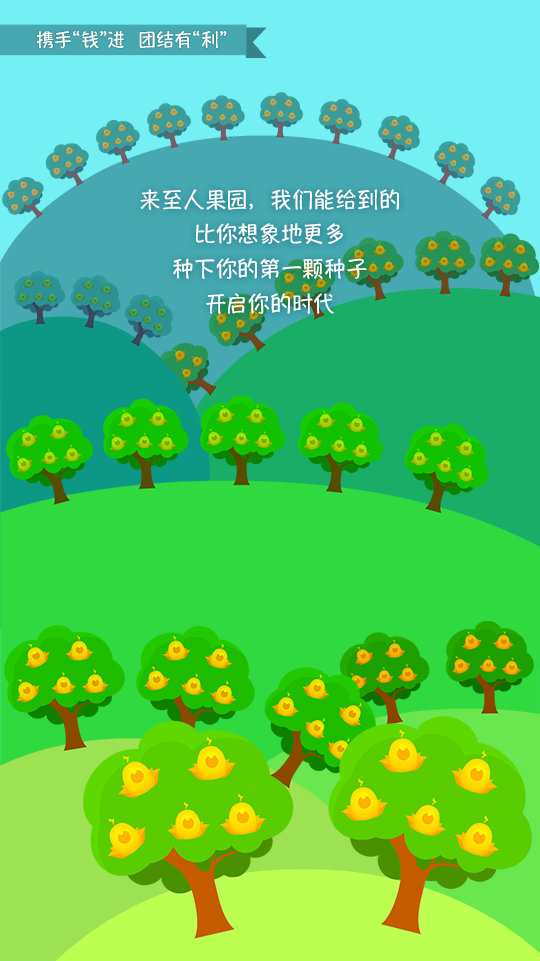 携手“钱”进 团结有“利”
来至人果园，我们能给到的
比你想象地更多
种下你的第一颗种子
开启你的时代